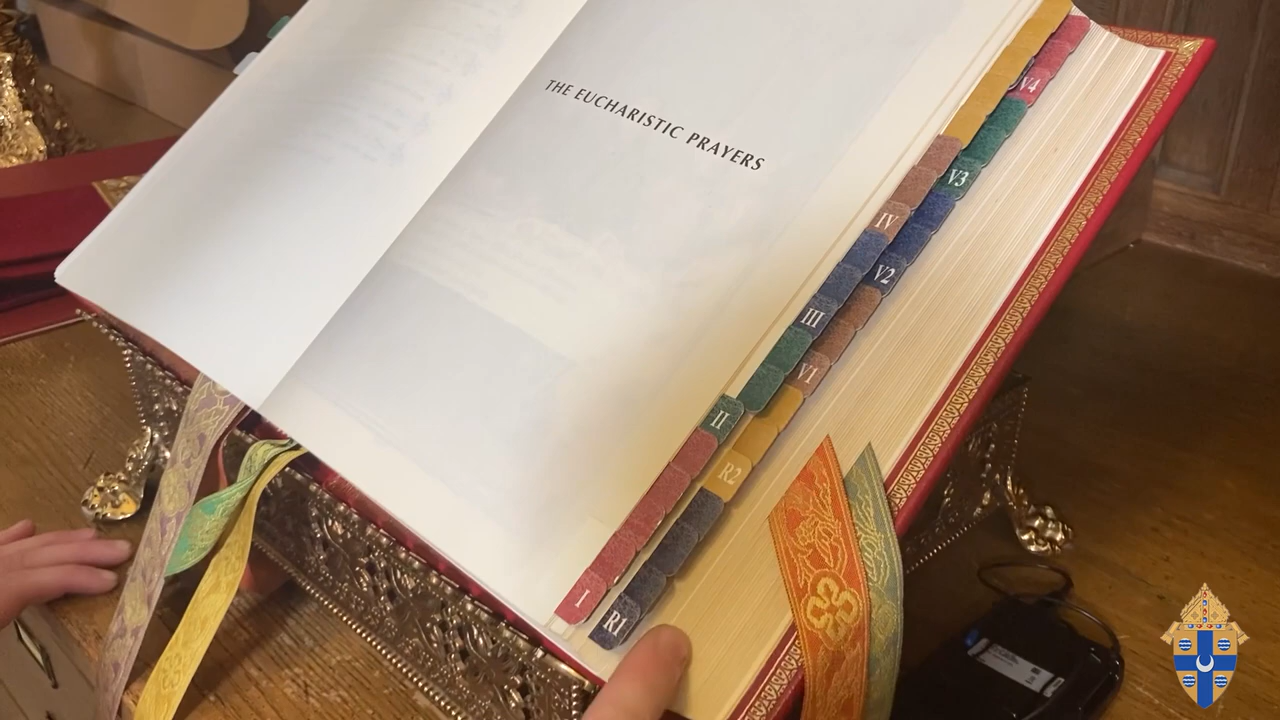 THE EUCHARISTIC PRAYERS
V4
V3
IV
V2
III
V1
II
R2
I
R1